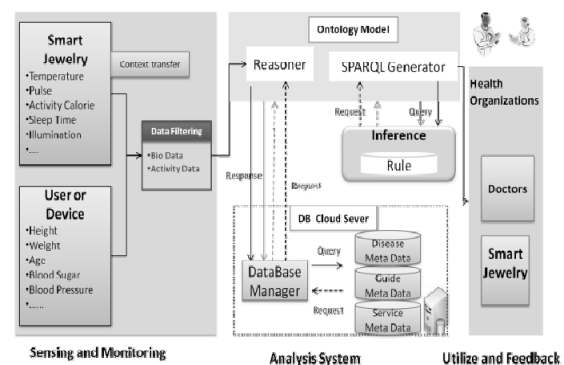 Smart
Jewelry
•Temperature
•Pulse
•Activity Calorie
•Sleep Time
•Illumination
•.....
Context transfer
Data Filtering
• Bio Data
• Activity Data
User or
Device
•Height
•Weight
•Age
•Blood Sugar
•Blood Pressure
•......
Sensing and Monitoring
Ontology Model
Reasoner
SPARQL Generator
Request
Query
Inference
Rule
Response
Request
DB Cloud Sever
DataBase
Manager
Query
Request
Disease
Meta Data
Guide
Meta Data
Service
Meta Data
Analysis System
Health
Organizations
Doctors
Smart
Jewelry
Utilize and Feedback